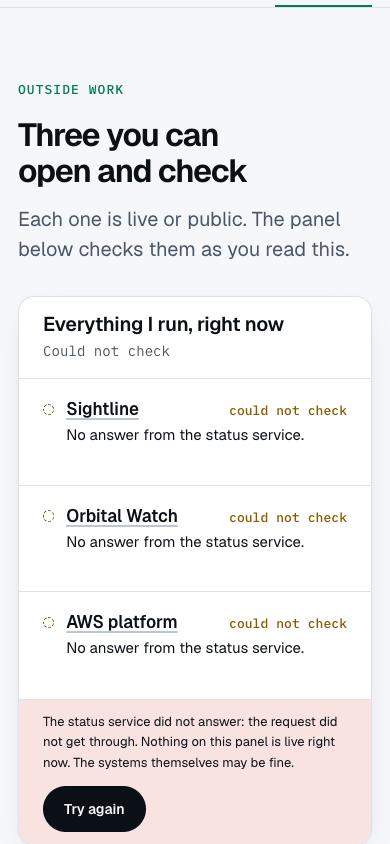 OUTSIDE WORK
Three you can
open and check
Each one is live or public. The panel
below checks them as you read this.
Everything I run, right now
Could not check
Sightline could not check
No answer from the status service.
Orbital Watch could not check
No answer from the status service.
AWS platform could not check
No answer from the status service.
The status service did not answer: the request did
not get through. Nothing on this panel is live right
now. The systems themselves may be fine.
Try again